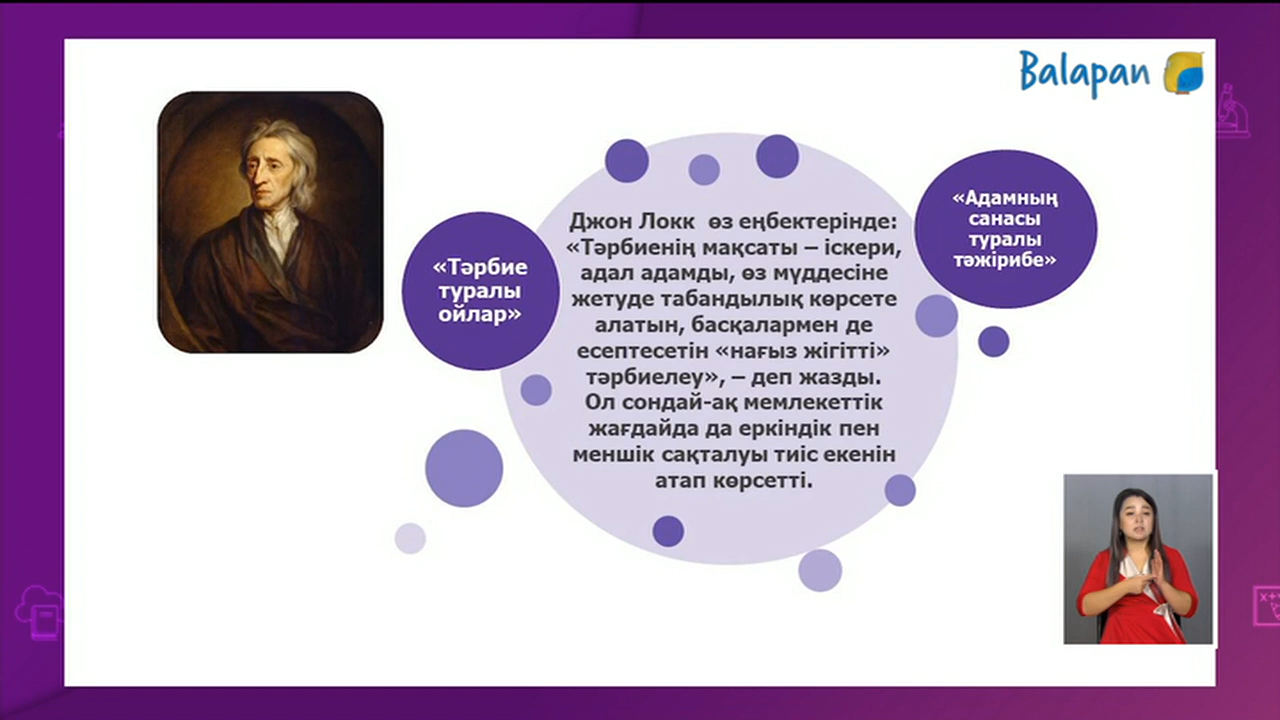 Balapan
«Тәрбие
туралы
ойлар»
Джон Локк өз еңбектерінде:
«Тәрбиенің мақсаты – іскери,
адал адамды, өз мүддесіне
жетуде табандылық көрсете
алатын, басқалармен де
есептесетін «нағыз жігітті»
тәрбиелеу», – деп жазды.
Ол сондай-ақ мемлекеттік
жағдайда да еркіндік пен
меншік сақталуы тиіс екенін
атап көрсетті.
«Адамның
санасы
туралы
тәжірибе»